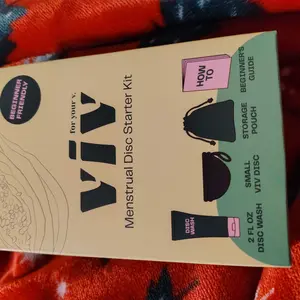 BEGINNER
FRIENDLY
for your v.
viv
Menstrual Disc Starter Kit
HOW
TO
BEGINNER'S
GUIDE
STORAGE
POUCH
SMALL
VIV DISC
DISC
WASH
2 FL OZ
DISC WASH